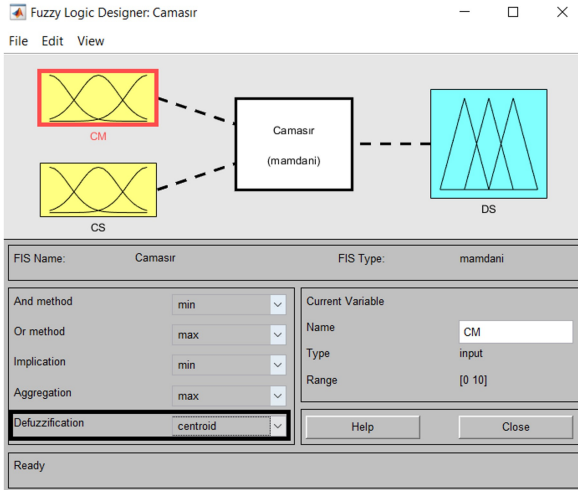 Fuzzy Logic Designer: Camasır
File Edit View
CM
CS
Camasır
(mamdani)
DS
FIS Name: Camasır FIS Type: mamdani
And method min
Or method max
Implication min
Aggregation max
Defuzzification centroid
Current Variable
Name CM
Type input
Range [0 10]
Help Close
Ready